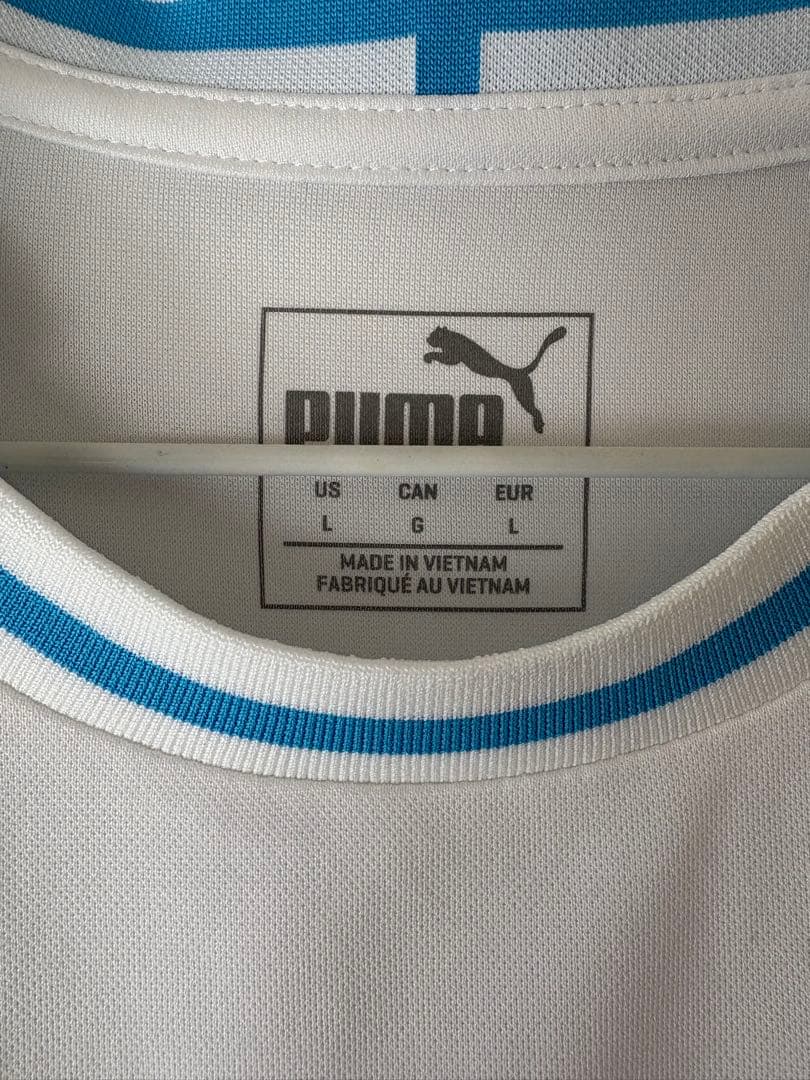 PUMA
US CAN EUR
L G L
MADE IN VIETNAM
FABRIQUÉ AU VIETNAM